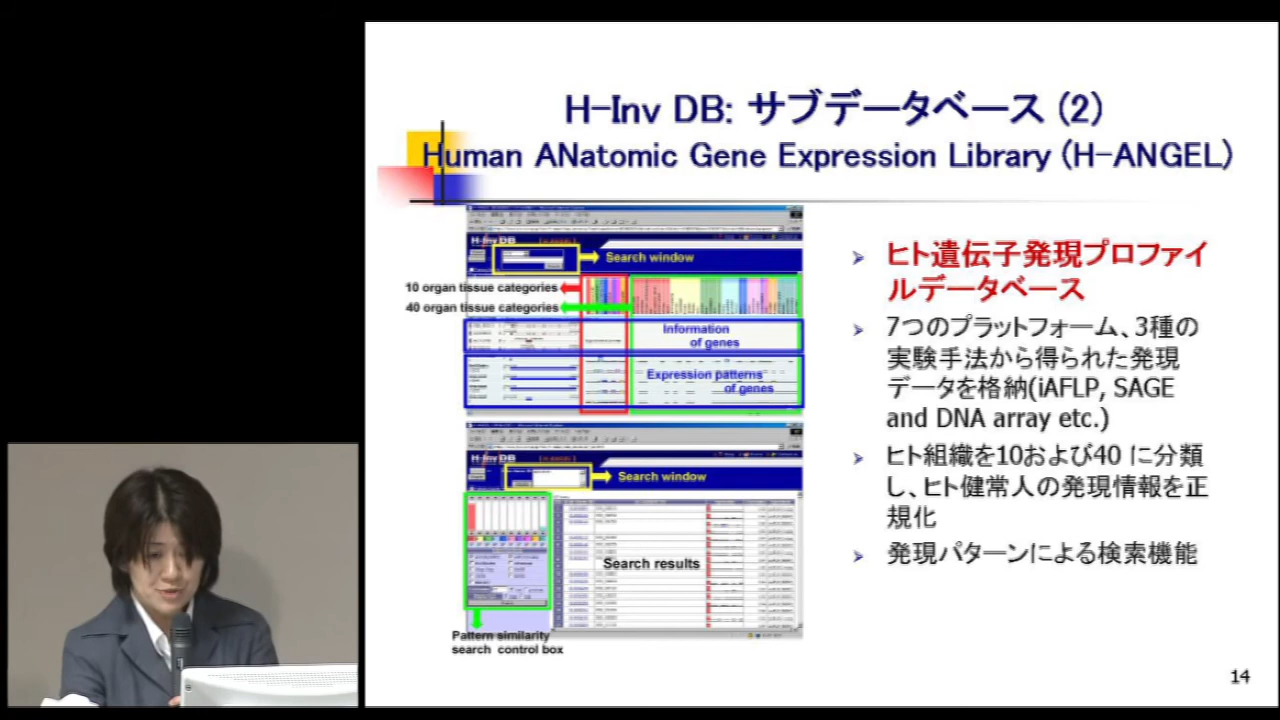 H-Inv DB: サブデータベース (2)
Human ANatomic Gene Expression Library (H-ANGEL)
H-Inv DB
Search window
10 organ tissue categories
40 organ tissue categories
Information
of genes
Expression patterns
of genes
H-Inv DB
Search window
Search results
Pattern similarity
search control box
➢ ヒト遺伝子発現プロファイ
ルデータベース
➢ 7つのプラットフォーム、3種の
実験手法から得られた発現
データを格納(iAFLP, SAGE
and DNA array etc.)
➢ ヒト組織を10および40 に分類
し、ヒト健常人の発現情報を正
規化
➢ 発現パターンによる検索機能
14